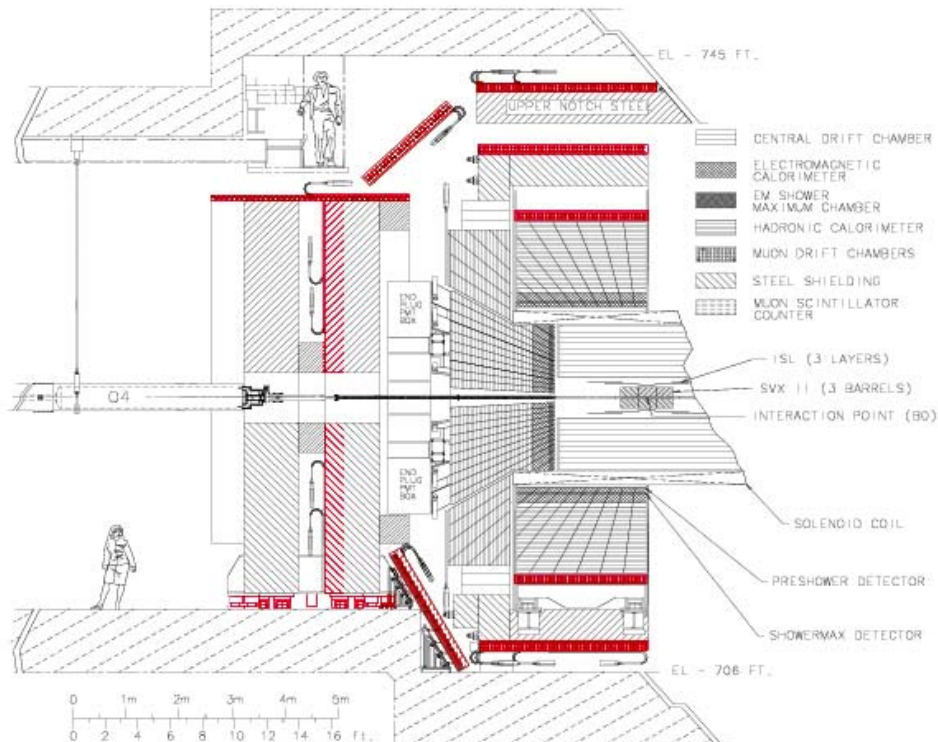 EL - 745 FT.
UPPER NOTCH STEEL
CENTRAL DRIFT CHAMBER
ELECTROMAGNETIC
CALORIMETER
EM SHOWER
MAXIMUM CHAMBER
HADRONIC CALORIMETER
MUON DRIFT CHAMBERS
STEEL SHIELDING
MUON SCINTILLATOR
COUNTER
END
PLUG
PMT
BOX
ISL (3 LAYERS)
SVX II (3 BARRELS)
INTERACTION POINT (B0)
Q4
END
PLUG
PMT
BOX
SOLENOID COIL
PRESHOWER DETECTOR
SHOWERMAX DETECTOR
EL - 706 FT.
0 1m 2m 3m 4m 5m
0 2 4 6 8 10 12 14 16 ft.